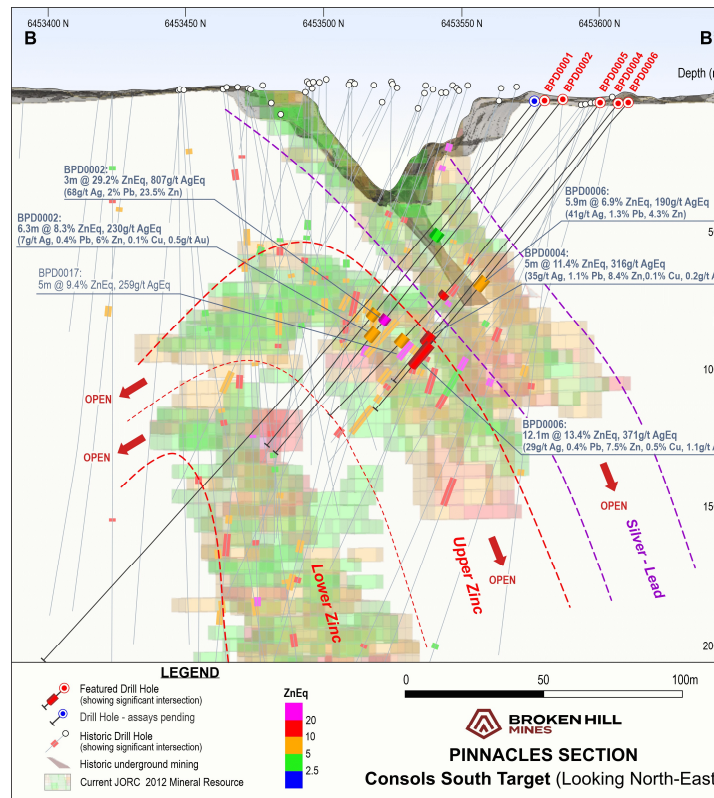 6453400 N 6453450 N 6453500 N 6453550 N 6453600 N
B B
BPD0001
BPD0002
BPD0005
BPD0004
BPD0006
Depth (
BPD0002:
3m @ 29.2% ZnEq, 807g/t AgEq
(68g/t Ag, 2% Pb, 23.5% Zn)
BPD0006:
5.9m @ 6.9% ZnEq, 190g/t AgEq
(41g/t Ag, 1.3% Pb, 4.3% Zn)
BPD0002:
6.3m @ 8.3% ZnEq, 230g/t AgEq
(7g/t Ag, 0.4% Pb, 6% Zn, 0.1% Cu, 0.5g/t Au)
5
BPD0004:
5m @ 11.4% ZnEq, 316g/t AgEq
(35g/t Ag, 1.1% Pb, 8.4% Zn,0.1% Cu, 0.2g/t A
BPD0017:
5m @ 9.4% ZnEq, 259g/t AgEq
10
OPEN
BPD0006:
12.1m @ 13.4% ZnEq, 371g/t AgEq
(29g/t Ag, 0.4% Pb, 7.5% Zn, 0.5% Cu, 1.1g/t A
OPEN
OPEN
15
Silver - Lead
Upper Zinc
OPEN
Lower Zinc
20
LEGEND
Featured Drill Hole
(showing significant intersection)
Drill Hole - assays pending
Historic Drill Hole
(showing significant intersection)
Historic underground mining
Current JORC 2012 Mineral Resource
ZnEq
20
10
5
2.5
0 50 100m
BROKEN HILL
MINES
PINNACLES SECTION
Consols South Target (Looking North-East